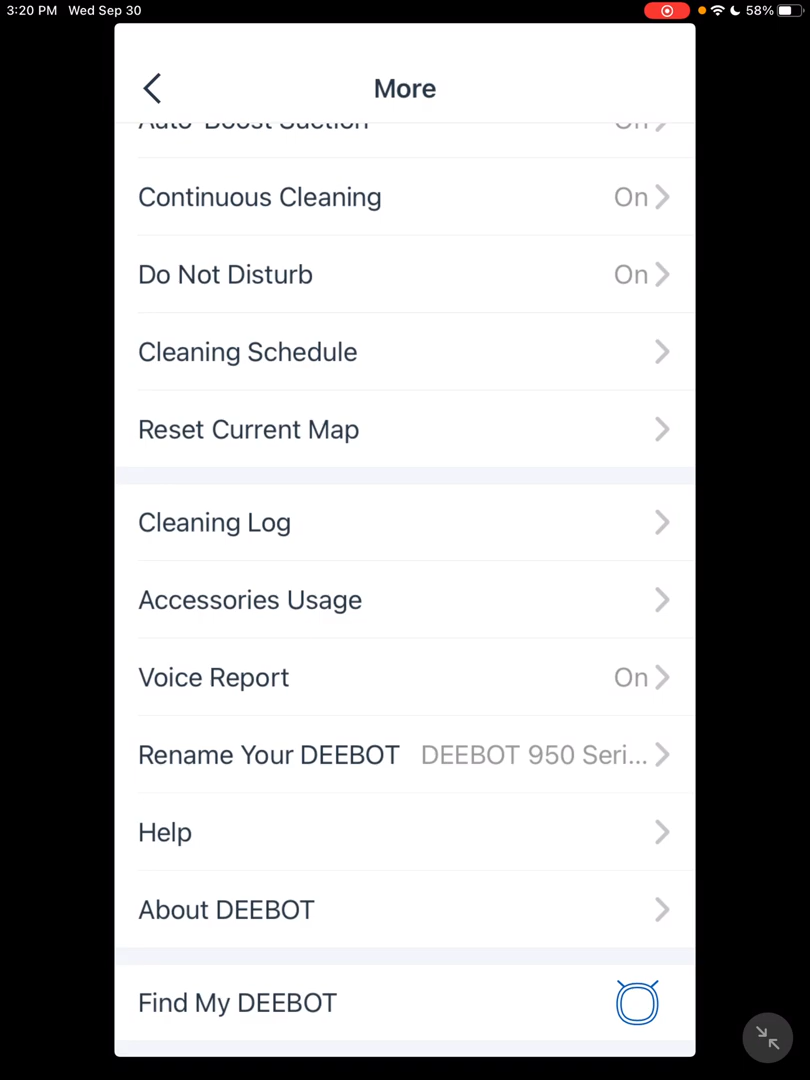 3:20 PM Wed Sep 30 58%
More
Auto-Boost Suction On
Continuous Cleaning On
Do Not Disturb On
Cleaning Schedule
Reset Current Map
Cleaning Log
Accessories Usage
Voice Report On
Rename Your DEEBOT DEEBOT 950 Seri...
Help
About DEEBOT
Find My DEEBOT